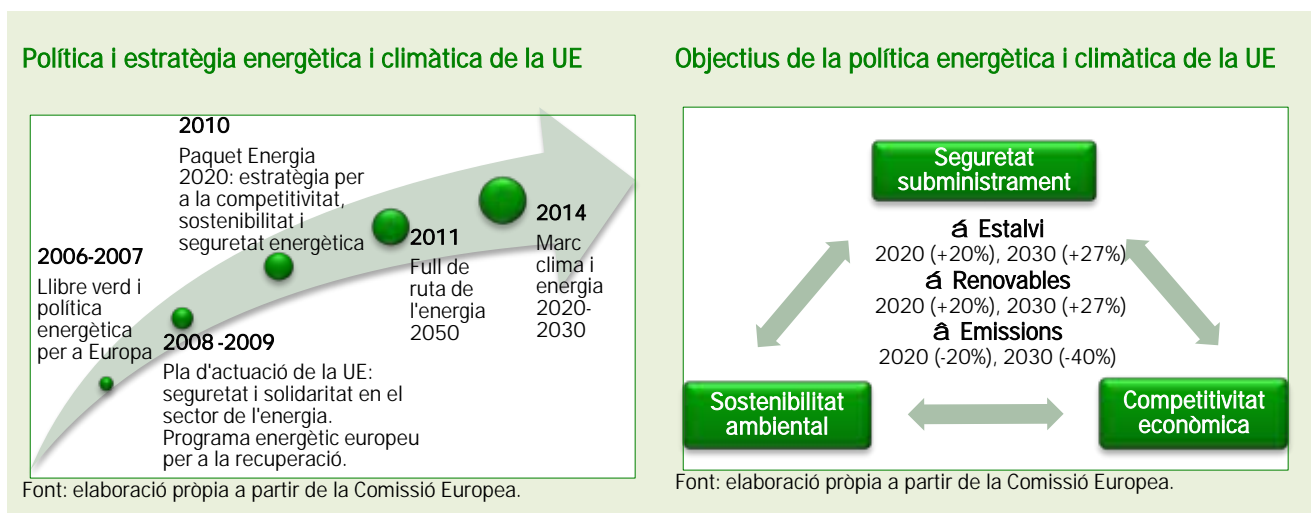 Política i estratègia energètica i climàtica de la UE
2010
Paquet Energia
2020: estratègia per
a la competitivitat,
sostenibilitat i
seguretat energètica
2006-2007
Llibre verd i
política
energètica
per a Europa
2008 -2009
Pla d'actuació de la UE:
seguretat i solidaritat en el
sector de l'energia.
Programa energètic europeu
per a la recuperació.
2011
Full de
ruta de
l'energia
2050
2014
Marc
clima i
energia
2020-
2030
Font: elaboració pròpia a partir de la Comissió Europea.
Objectius de la política energètica i climàtica de la UE
Seguretat
subministrament
á Estalvi
2020 (+20%), 2030 (+27%)
á Renovables
2020 (+20%), 2030 (+27%)
â Emissions
2020 (-20%), 2030 (-40%)
Sostenibilitat
ambiental
Competitivitat
econòmica
Font: elaboració pròpia a partir de la Comissió Europea.